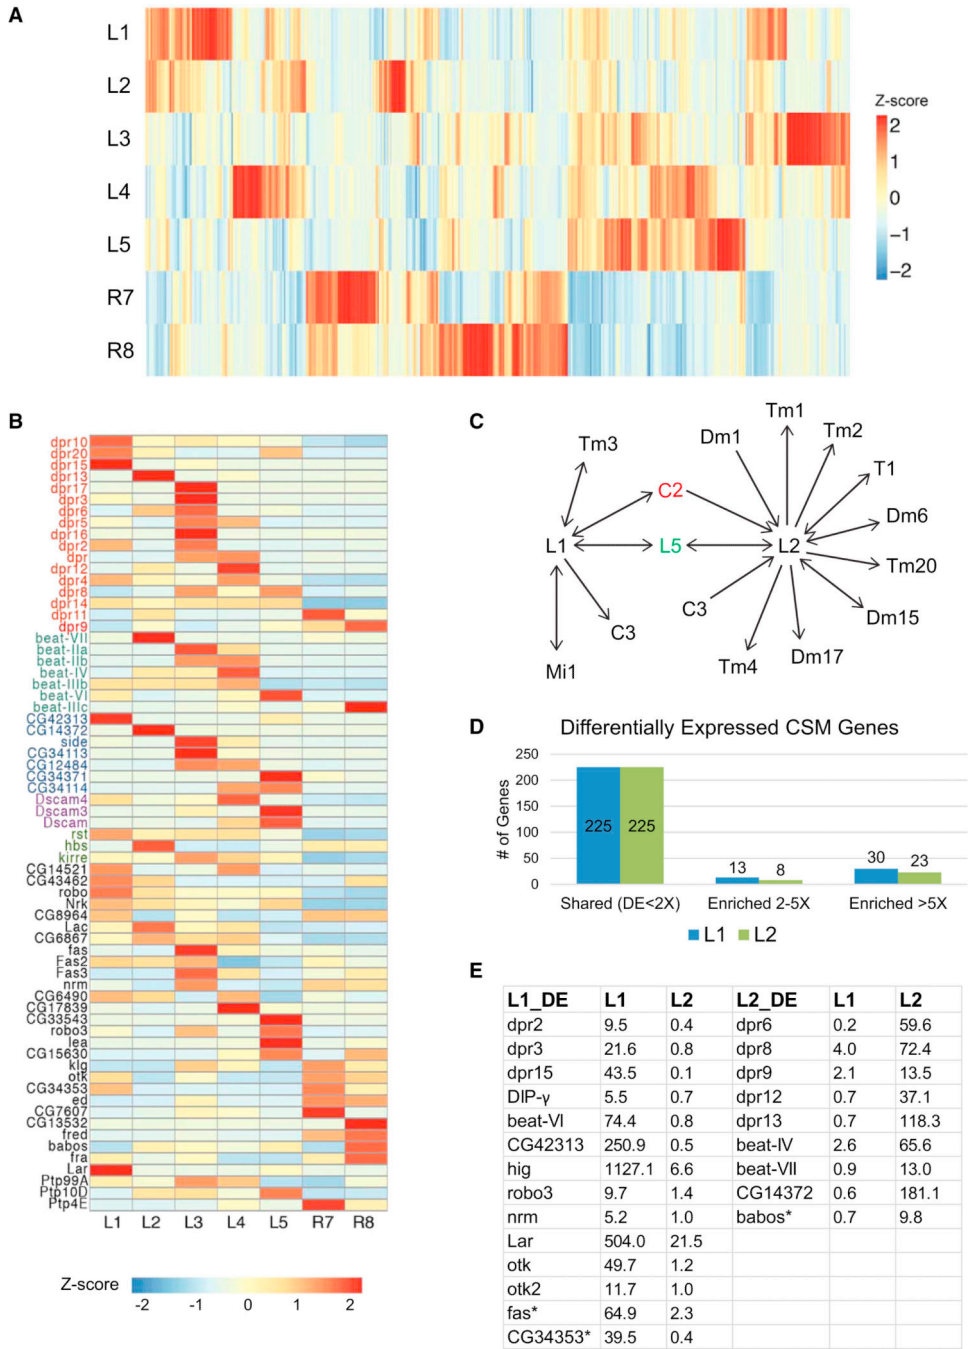 A
L1
L2
L3
L4
L5
R7
R8
Z-score
2
1
0
-1
-2
B
dpr10
dpr20
dpr15
dpr13
dpr17
dpr3
dpr6
dpr5
dpr16
dpr2
dpr
dpr12
dpr4
dpr8
dpr14
dpr11
dpr9
beat-VII
beat-IIa
beat-IIb
beat-IV
beat-IIIb
beat-VI
beat-IIIc
CG42313
CG14372
side
CG34113
CG12484
CG34371
CG34114
Dscam4
Dscam3
Dscam
rst
hbs
kirre
CG14521
CG43462
robo
Nrk
CG8964
Lac
CG6867
fas
Fas2
Fas3
nrm
CG6490
CG17839
CG33543
robo3
lea
CG15630
klg
otk
CG34353
ed
CG7607
CG13532
fred
babos
fra
Lar
Ptp99A
Ptp10D
Ptp4E
L1 L2 L3 L4 L5 R7 R8
Z-score
-2 -1 0 1 2
C
Tm1
Tm3
Dm1
Tm2
T1
C2
Dm6
L1
L5
L2
Tm20
C3
Dm15
C3
Mi1
Tm4
Dm17
D
Differentially Expressed CSM Genes
# of Genes
250
200
150
100
50
0
225
225
13
8
30
23
Shared (DE<2X)
Enriched 2-5X
Enriched >5X
L1 L2
E
L1_DE L1 L2 L2_DE L1 L2
dpr2 9.5 0.4 dpr6 0.2 59.6
dpr3 21.6 0.8 dpr8 4.0 72.4
dpr15 43.5 0.1 dpr9 2.1 13.5
DIP-γ 5.5 0.7 dpr12 0.7 37.1
beat-VI 74.4 0.8 dpr13 0.7 118.3
CG42313 250.9 0.5 beat-IV 2.6 65.6
hig 1127.1 6.6 beat-VII 0.9 13.0
robo3 9.7 1.4 CG14372 0.6 181.1
nrm 5.2 1.0 babos* 0.7 9.8
Lar 504.0 21.5
otk 49.7 1.2
otk2 11.7 1.0
fas* 64.9 2.3
CG34353* 39.5 0.4